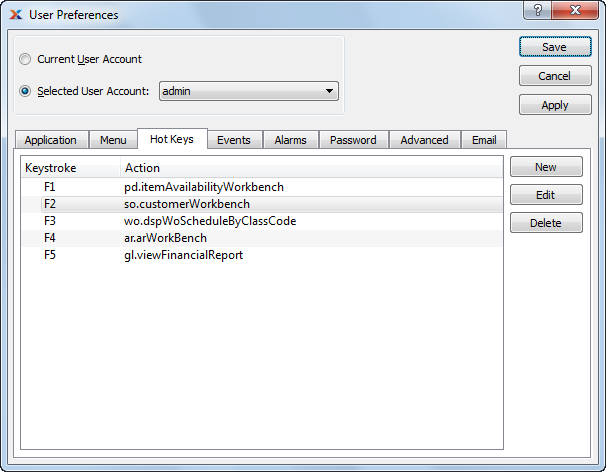 User Preferences
?
Current User Account
Selected User Account: admin
Save
Cancel
Apply
Application Menu Hot Keys Events Alarms Password Advanced Email
Keystroke Action
F1 pd.itemAvailabilityWorkbench
F2 so.customerWorkbench
F3 wo.dspWoScheduleByClassCode
F4 ar.arWorkBench
F5 gl.viewFinancialReport
New
Edit
Delete